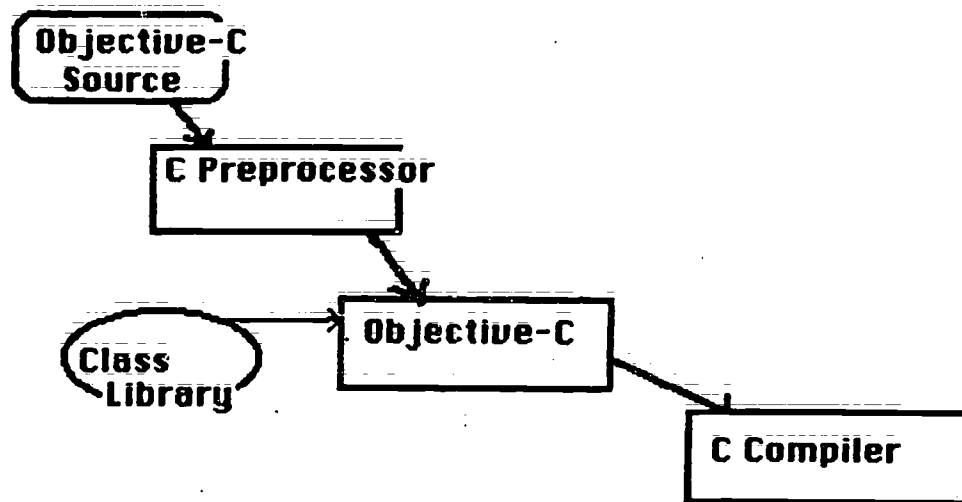 Objective-C
Source
C Preprocessor
Objective-C
Class
Library
C Compiler